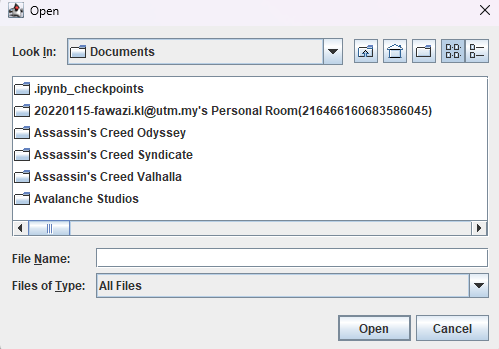 Open
Look In: Documents
.ipynb_checkpoints
20220115-fawazi.kl@utm.my's Personal Room(216466160683586045)
Assassin's Creed Odyssey
Assassin's Creed Syndicate
Assassin's Creed Valhalla
Avalanche Studios
File Name:
Files of Type: All Files
Open Cancel